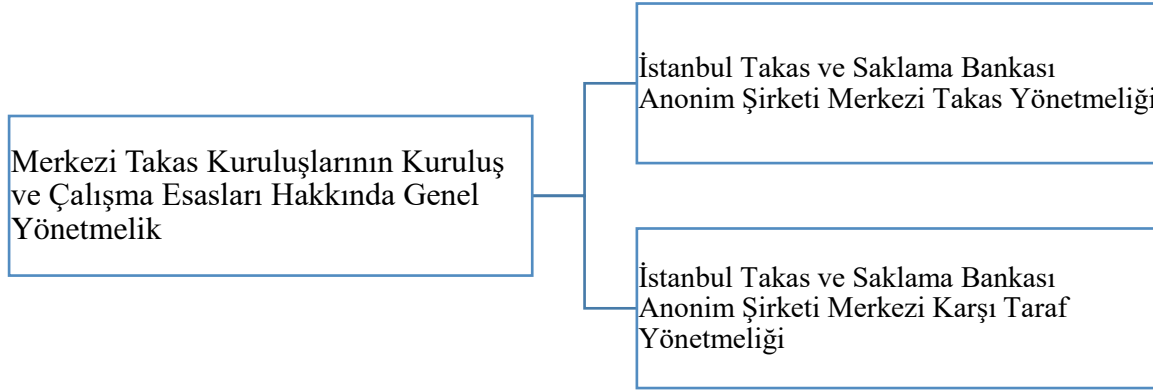 Merkezi Takas Kuruluşlarının Kuruluş
ve Çalışma Esasları Hakkında Genel
Yönetmelik
İstanbul Takas ve Saklama Bankası
Anonim Şirketi Merkezi Takas Yönetmeliği
İstanbul Takas ve Saklama Bankası
Anonim Şirketi Merkezi Karşı Taraf
Yönetmeliği